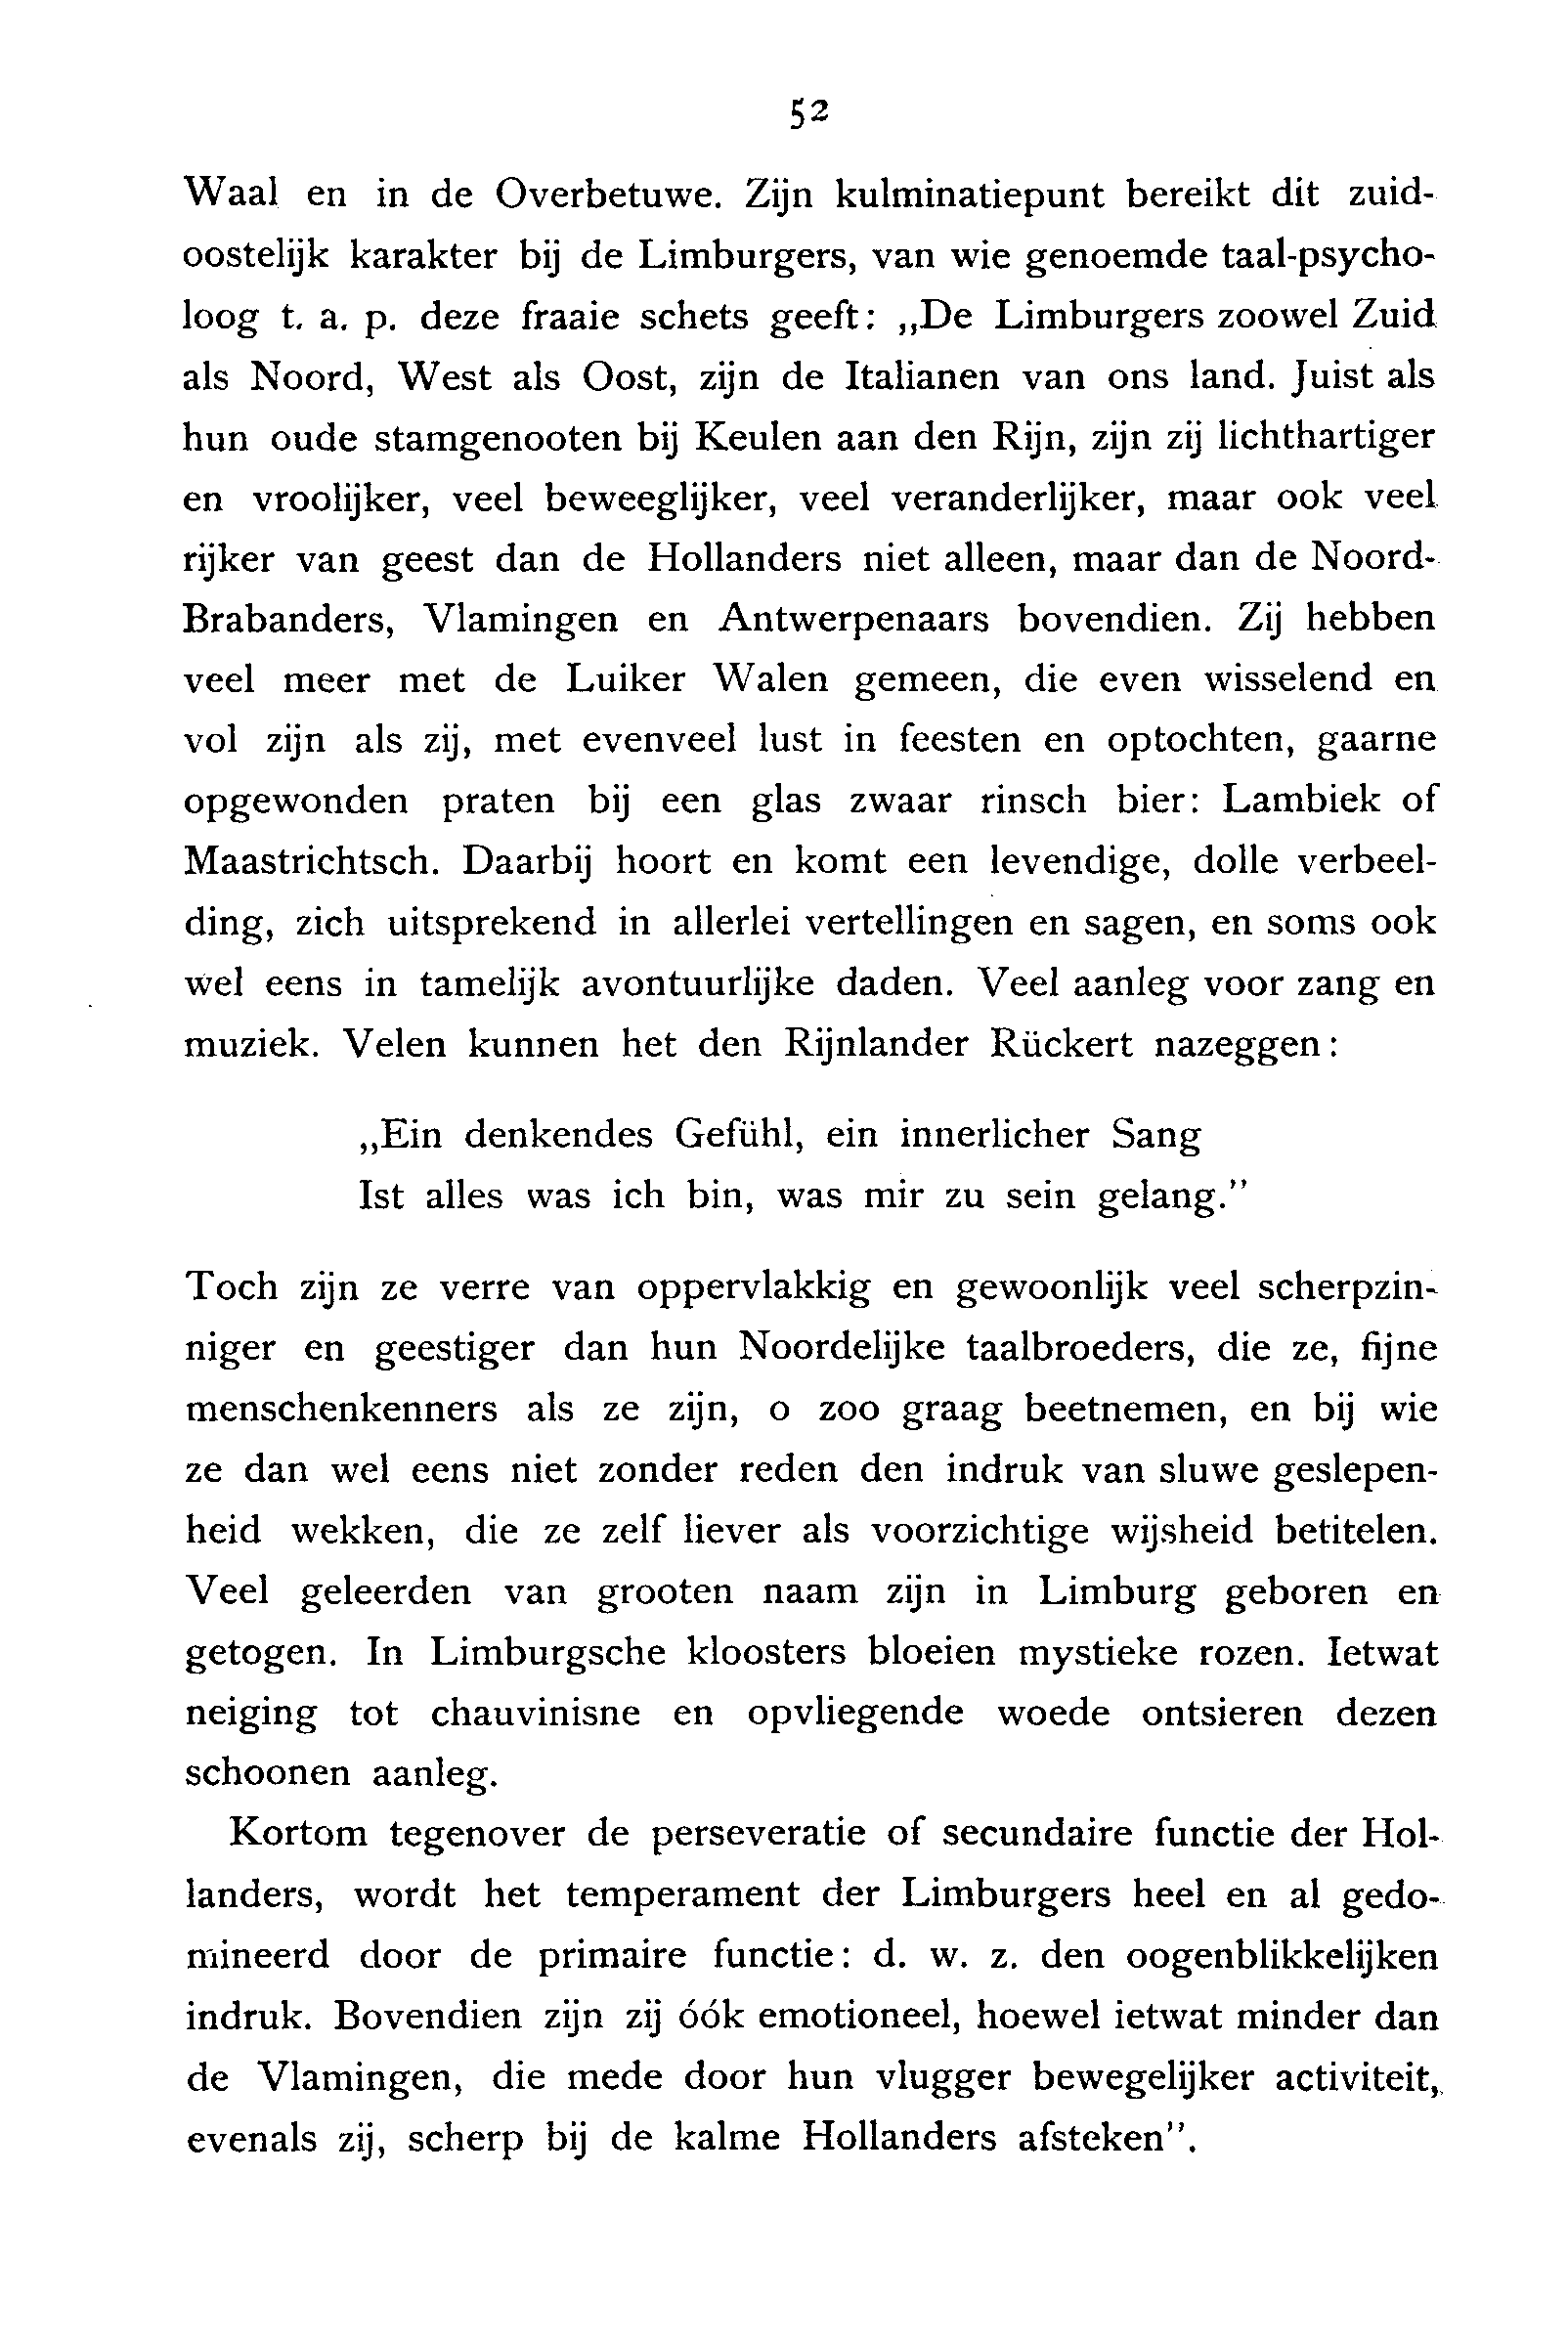 52
Waal en in de Overbetuwe. Zijn kulminatiepunt bereikt dit zuid-
oostelijk karakter bij de Limburgers, van wie genoemde taal-psycho-
loog t. a. p. deze fraaie schets geeft: „De Limburgers zoowel Zuid
als Noord, West als Oost, zijn de Italianen van ons land. Juist als
hun oude stamgenooten bij Keulen aan den Rijn, zijn zij lichthartiger
en vroolijker, veel beweeglijker, veel veranderlijker, maar ook veel
rijker van geest dan de Hollanders niet alleen, maar dan de Noord-
Brabanders, Vlamingen en Antwerpenaars bovendien. Zij hebben
veel meer met de Luiker Walen gemeen, die even wisselend en
vol zijn als zij, met evenveel lust in feesten en optochten, gaarne
opgewonden praten bij een glas zwaar rinsch bier: Lambiek of
Maastrichtsch. Daarbij hoort en komt een levendige, dolle verbeel-
ding, zich uitsprekend in allerlei vertellingen en sagen, en soms ook
wel eens in tamelijk avontuurlijke daden. Veel aanleg voor zang en
muziek. Velen kunnen het den Rijnlander Rückert nazeggen:
„Ein denkendes Gefühl, ein innerlicher Sang
Ist alles was ich bin, was mir zu sein gelang.”
Toch zijn ze verre van oppervlakkig en gewoonlijk veel scherpzin-
niger en geestiger dan hun Noordelijke taalbroeders, die ze, fijne
menschenkenners als ze zijn, o zoo graag beetnemen, en bij wie
ze dan wel eens niet zonder reden den indruk van sluwe geslepen-
heid wekken, die ze zelf liever als voorzichtige wijsheid betitelen.
Veel geleerden van grooten naam zijn in Limburg geboren en
getogen. In Limburgsche kloosters bloeien mystieke rozen. Ietwat
neiging tot chauvinisne en opvliegende woede ontsieren dezen
schoonen aanleg.
Kortom tegenover de perseveratie of secundaire functie der Hol-
landers, wordt het temperament der Limburgers heel en al gedo-
mineerd door de primaire functie: d. w. z. den oogenblikkelijken
indruk. Bovendien zijn zij óók emotioneel, hoewel ietwat minder dan
de Vlamingen, die mede door hun vlugger bewegelijker activiteit,
evenals zij, scherp bij de kalme Hollanders afsteken”.